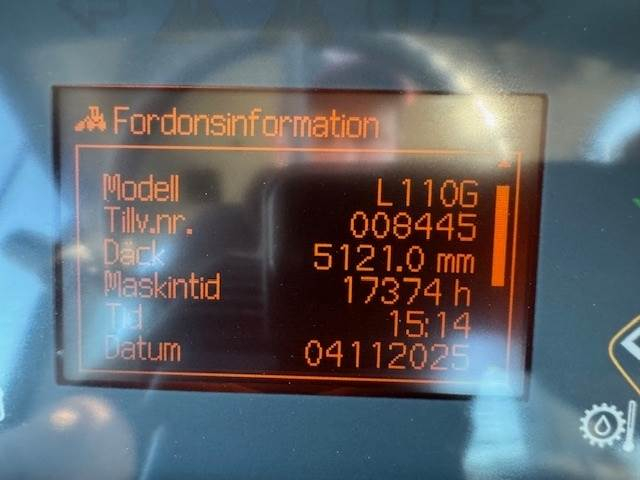 Fordonsinformation
Modell L110G
Tillv.nr. 008445
Däck 5121.0 mm
Maskintid 17374 h
Tid 15:14
Datum 04112025